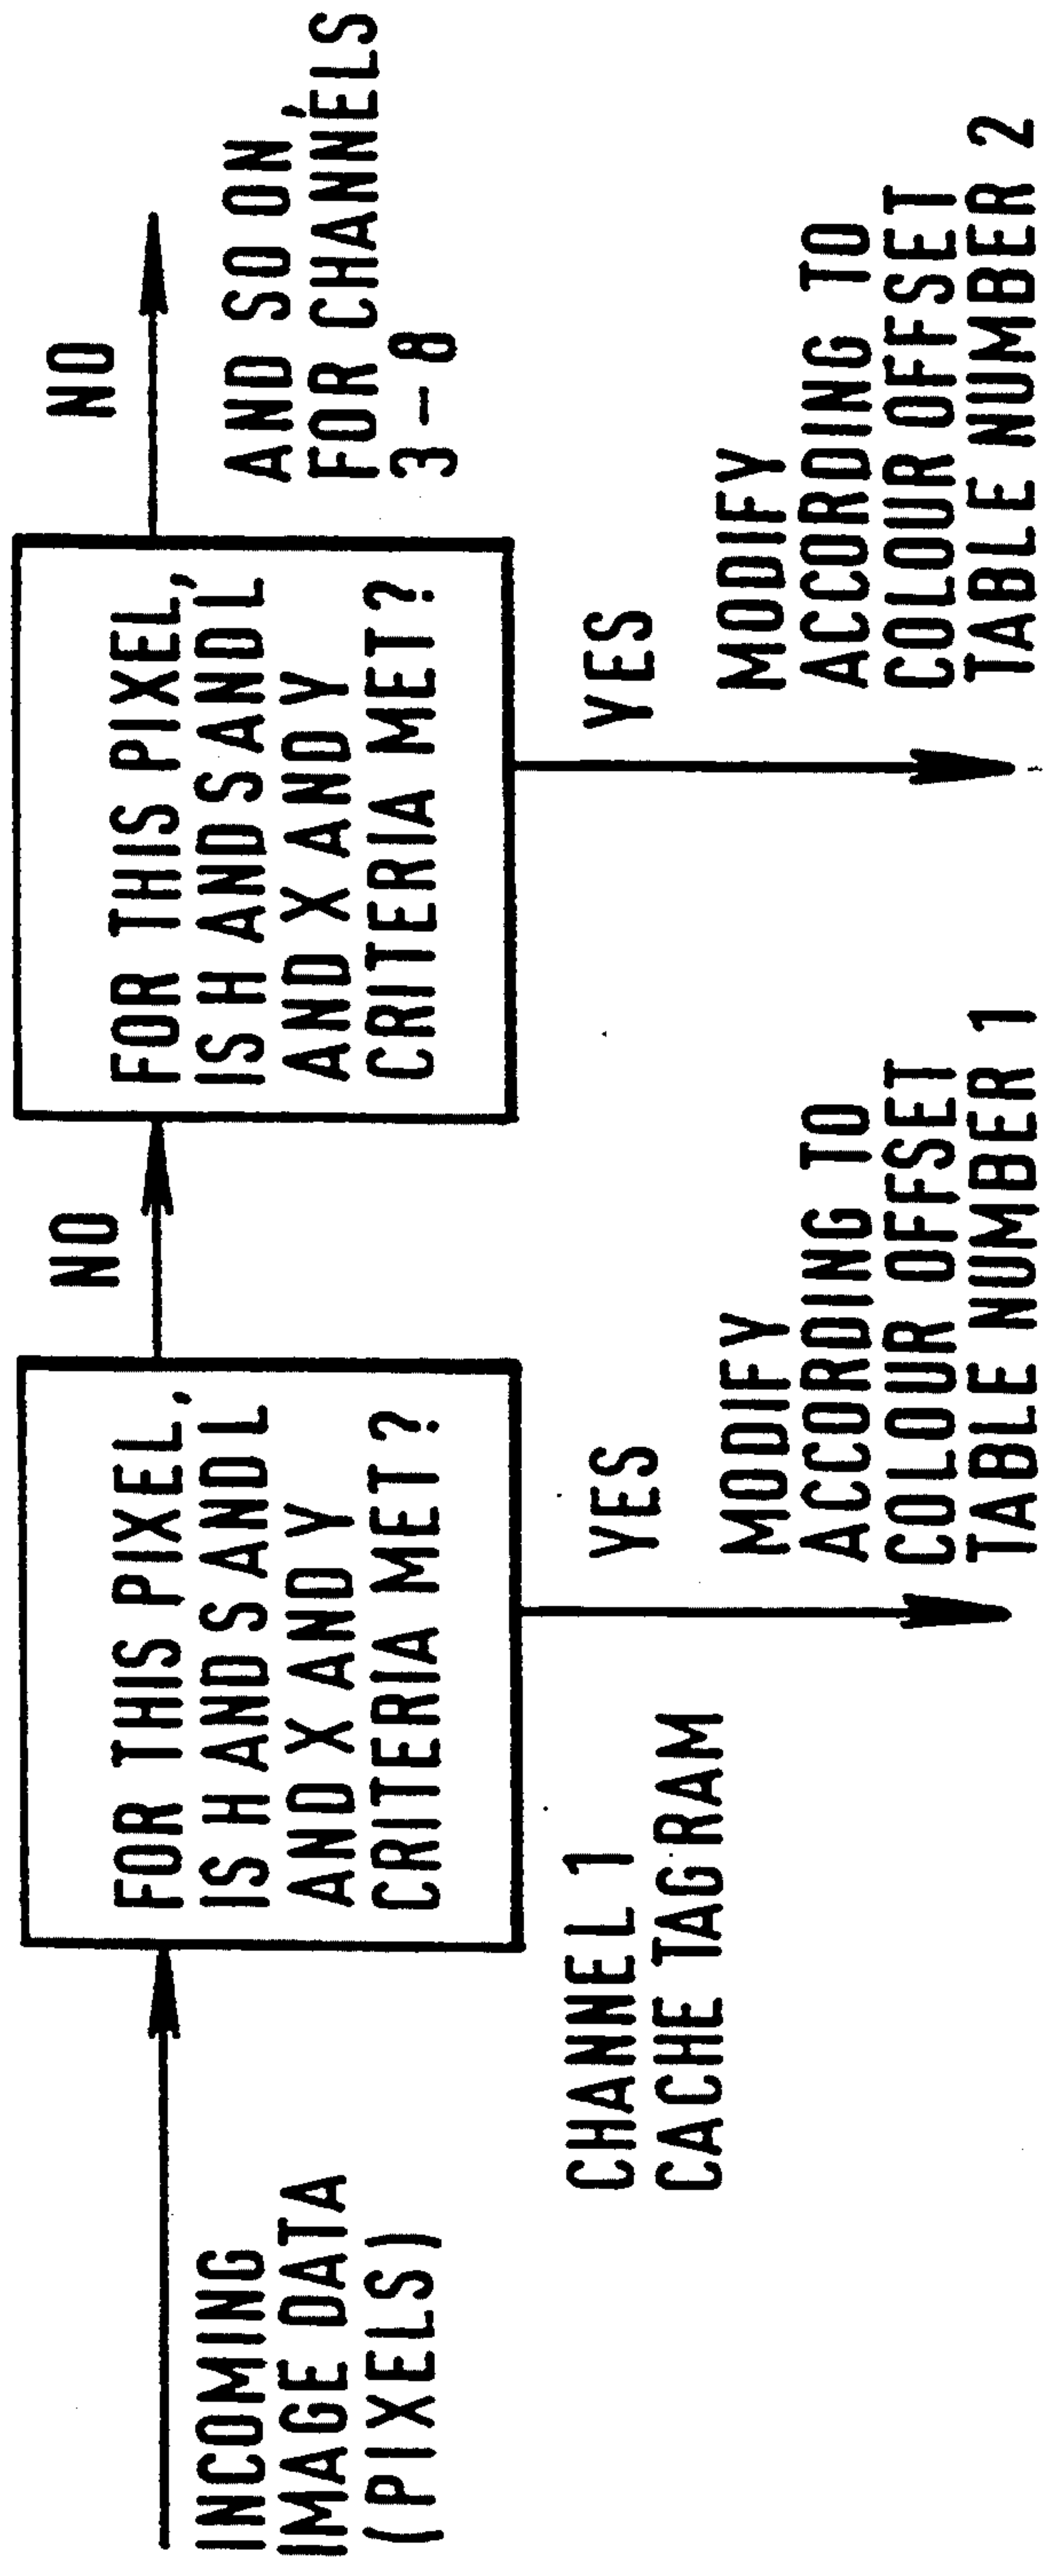 INCOMING
IMAGE DATA
(PIXELS)
FOR THIS PIXEL,
IS H AND S AND L
AND X AND Y
CRITERIA MET?
CHANNEL 1
CACHE TAGRAM
YES
MODIFY
ACCORDING TO
COLOUR OFFSET
TABLE NUMBER 1
NO
FOR THIS PIXEL,
IS H AND S AND L
AND X AND Y
CRITERIA MET?
YES
MODIFY
ACCORDING TO
COLOUR OFFSET
TABLE NUMBER 2
NO
AND SO ON,
FOR CHANNELS
3-8